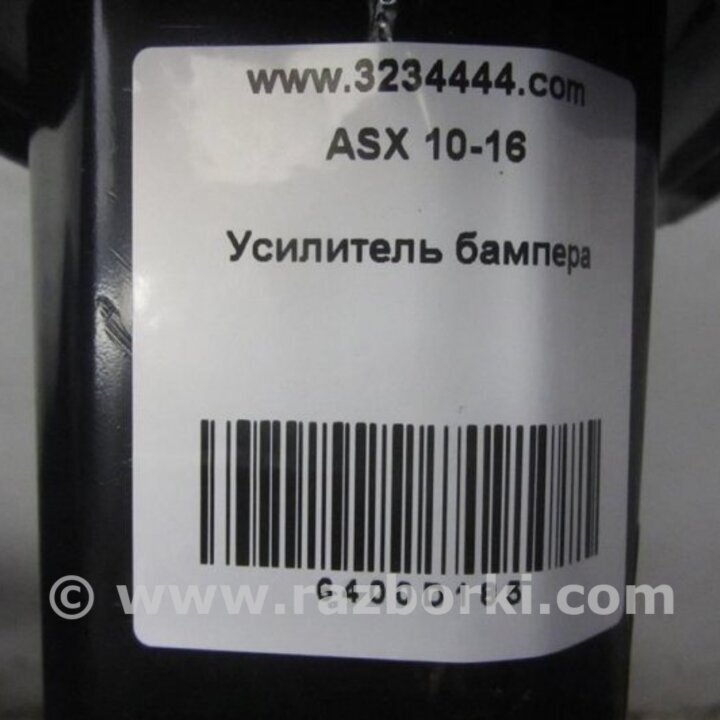 www.3234444.com
ASX 10-16
Усилитель бампера
© www.razborki.com